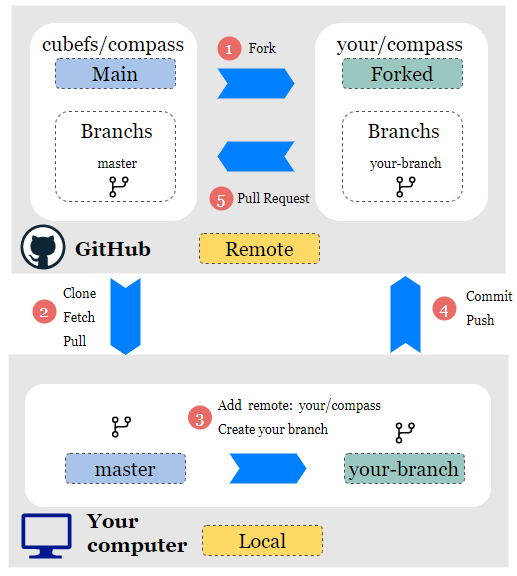 cubefs/compass
Main
Branchs
master
1 Fork
5 Pull Request
your/compass
Forked
Branchs
your-branch
GitHub
Remote
2 Clone
Fetch
Pull
4 Commit
Push
3 Add remote: your/compass
Create your branch
master
your-branch
Your
computer
Local